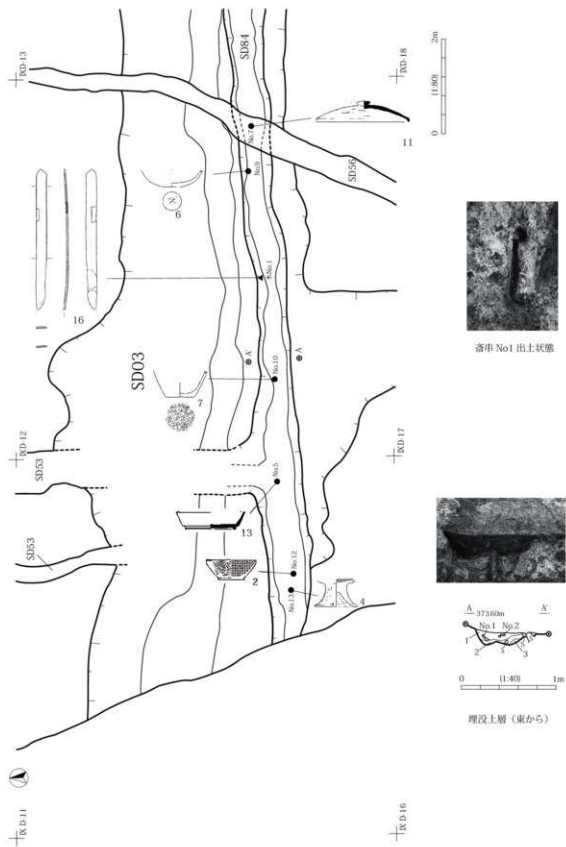 IXD-13
SD84
IXD-18
2m
(1:80)
0
No.7
11
SD56
No.9
6
No.1
16
斎串 No1 出土状態
SD03
A'
A
No.10
7
IXD-12
SD53
IXD-17
No.5
13
SD53
No.12
2
No.13
4
A 373.60m A'
No.1 No.2
1
2
5
3
0 (1:40) 1m
埋没土層（東から）
IXD-11
IXD-16